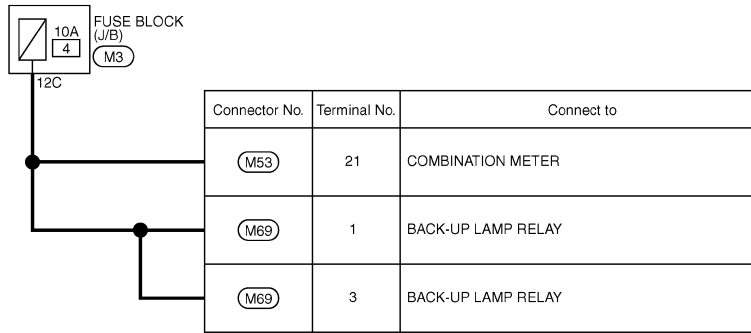 FUSE BLOCK
(J/B)
10A
4
M3
12C
Connector No. Terminal No. Connect to
M53 21 COMBINATION METER
M69 1 BACK-UP LAMP RELAY
M69 3 BACK-UP LAMP RELAY